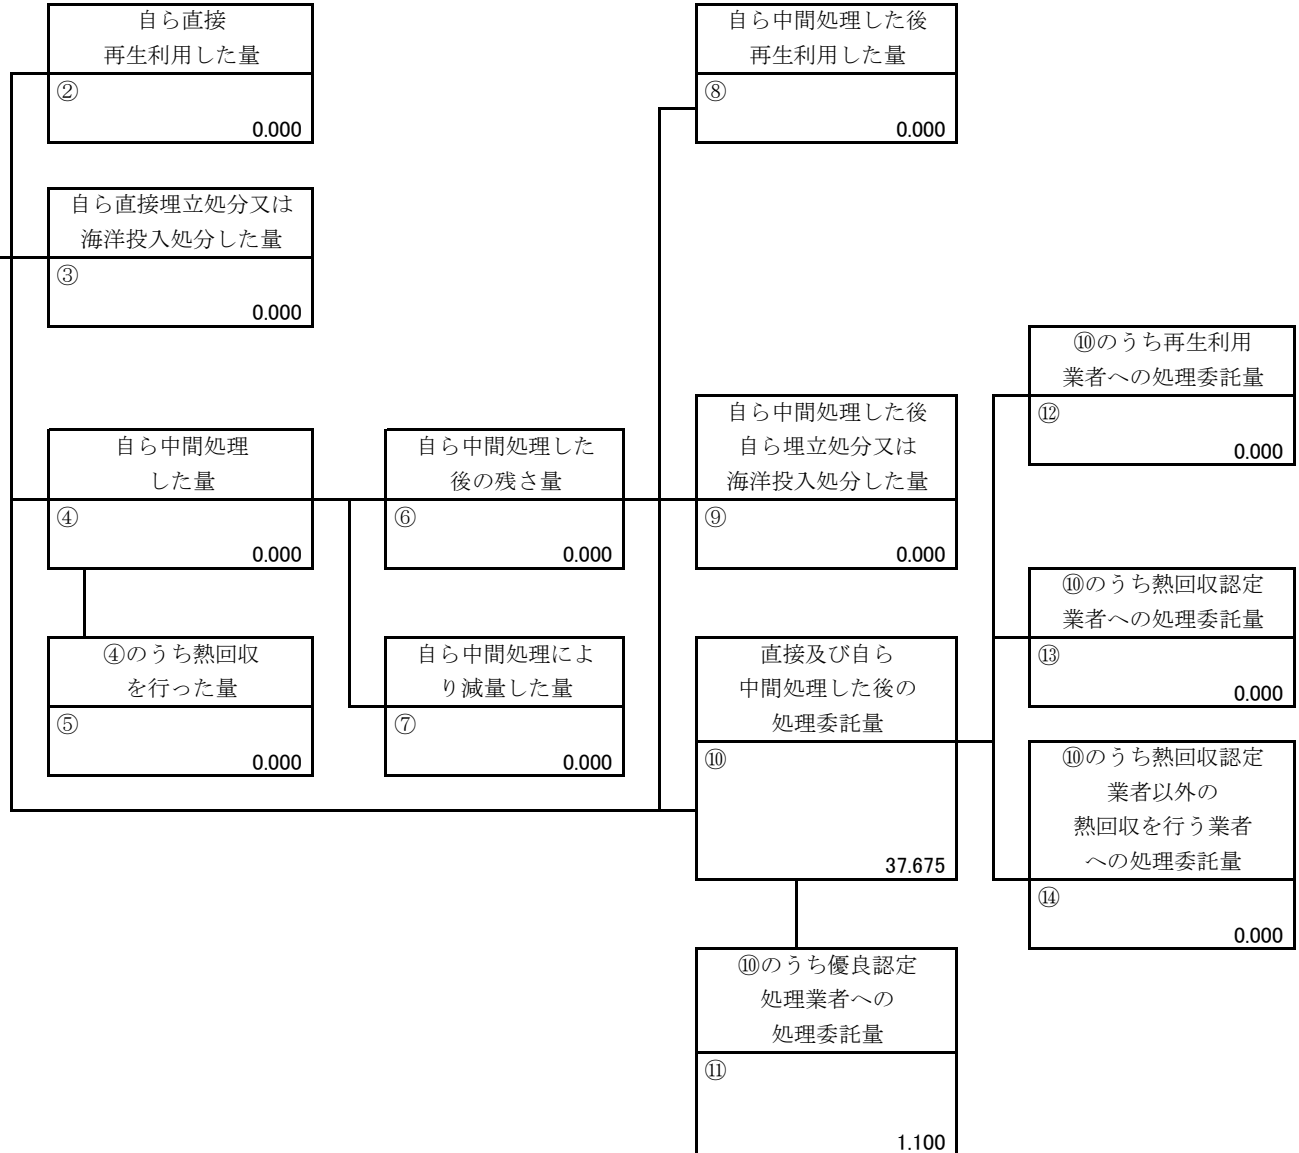 自ら直接
再生利用した量
②
0.000
自ら中間処理した後
再生利用した量
⑧
0.000
自ら直接埋立処分又は
海洋投入処分した量
③
0.000
⑩のうち再生利用
業者への処理委託量
⑫
0.000
自ら中間処理
した量
④
0.000
自ら中間処理した
後の残さ量
⑥
0.000
自ら中間処理した後
自ら埋立処分又は
海洋投入処分した量
⑨
0.000
⑩のうち熱回収認定
業者への処理委託量
⑬
0.000
④のうち熱回収
を行った量
⑤
0.000
自ら中間処理によ
り減量した量
⑦
0.000
直接及び自ら
中間処理した後の
処理委託量
⑩
37.675
⑩のうち熱回収認定
業者以外の
熱回収を行う業者
への処理委託量
⑭
0.000
⑩のうち優良認定
処理業者への
処理委託量
⑪
1.100